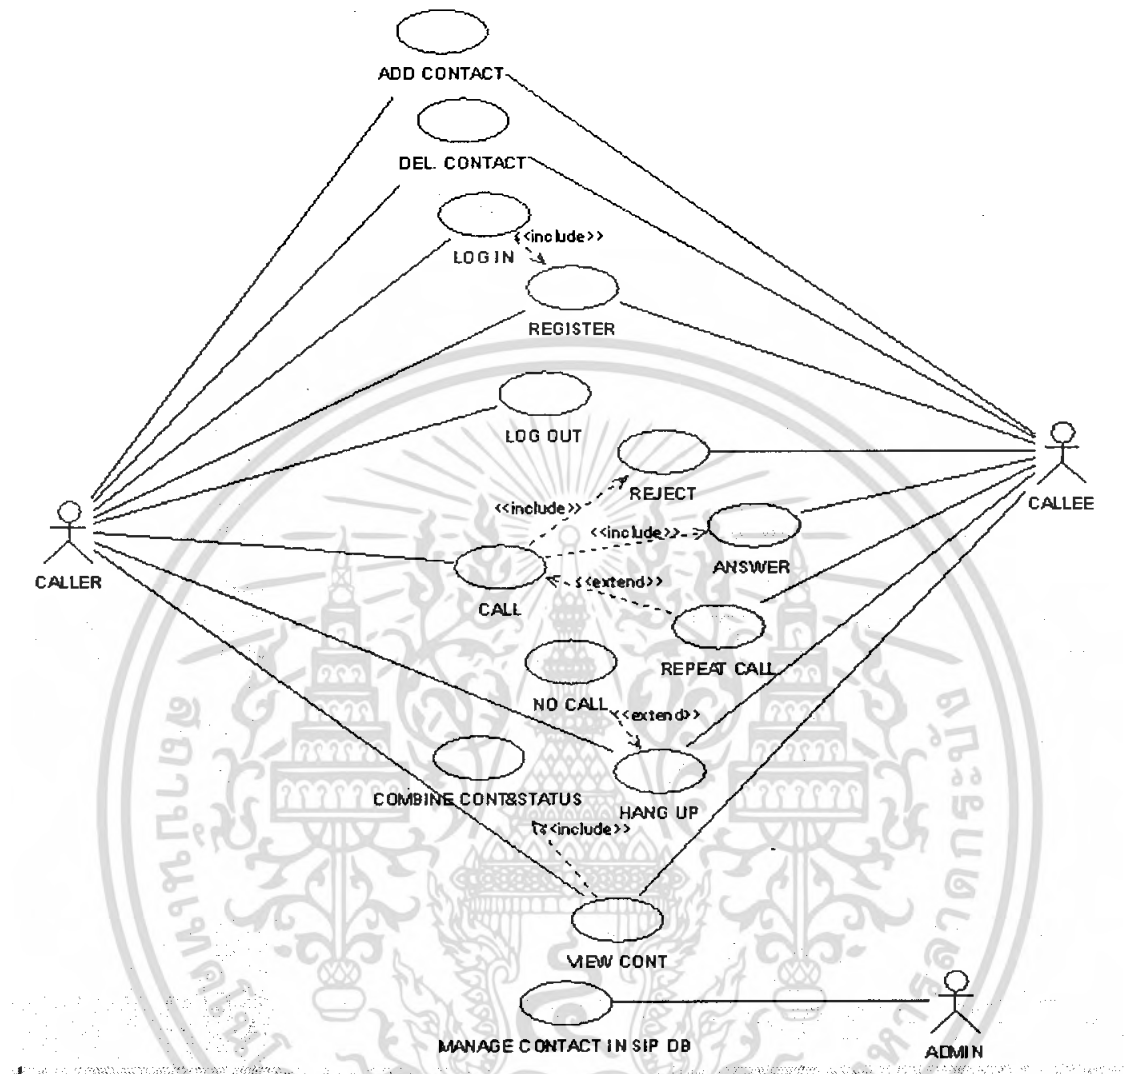 ADD CONTACT
DEL. CONTACT
LOG IN
<<include>>
REGISTER
LOG OUT
REJECT
CALLEE
<<include>>
<<include>>
ANSWER
CALLER
CALL
<<extend>>
REPEAT CALL
NO CALL
<<extend>>
COMBINE CONT&STATUS
HANG UP
<<include>>
VIEW CONT
MANAGE CONTACT IN SIP DB
ADMIN